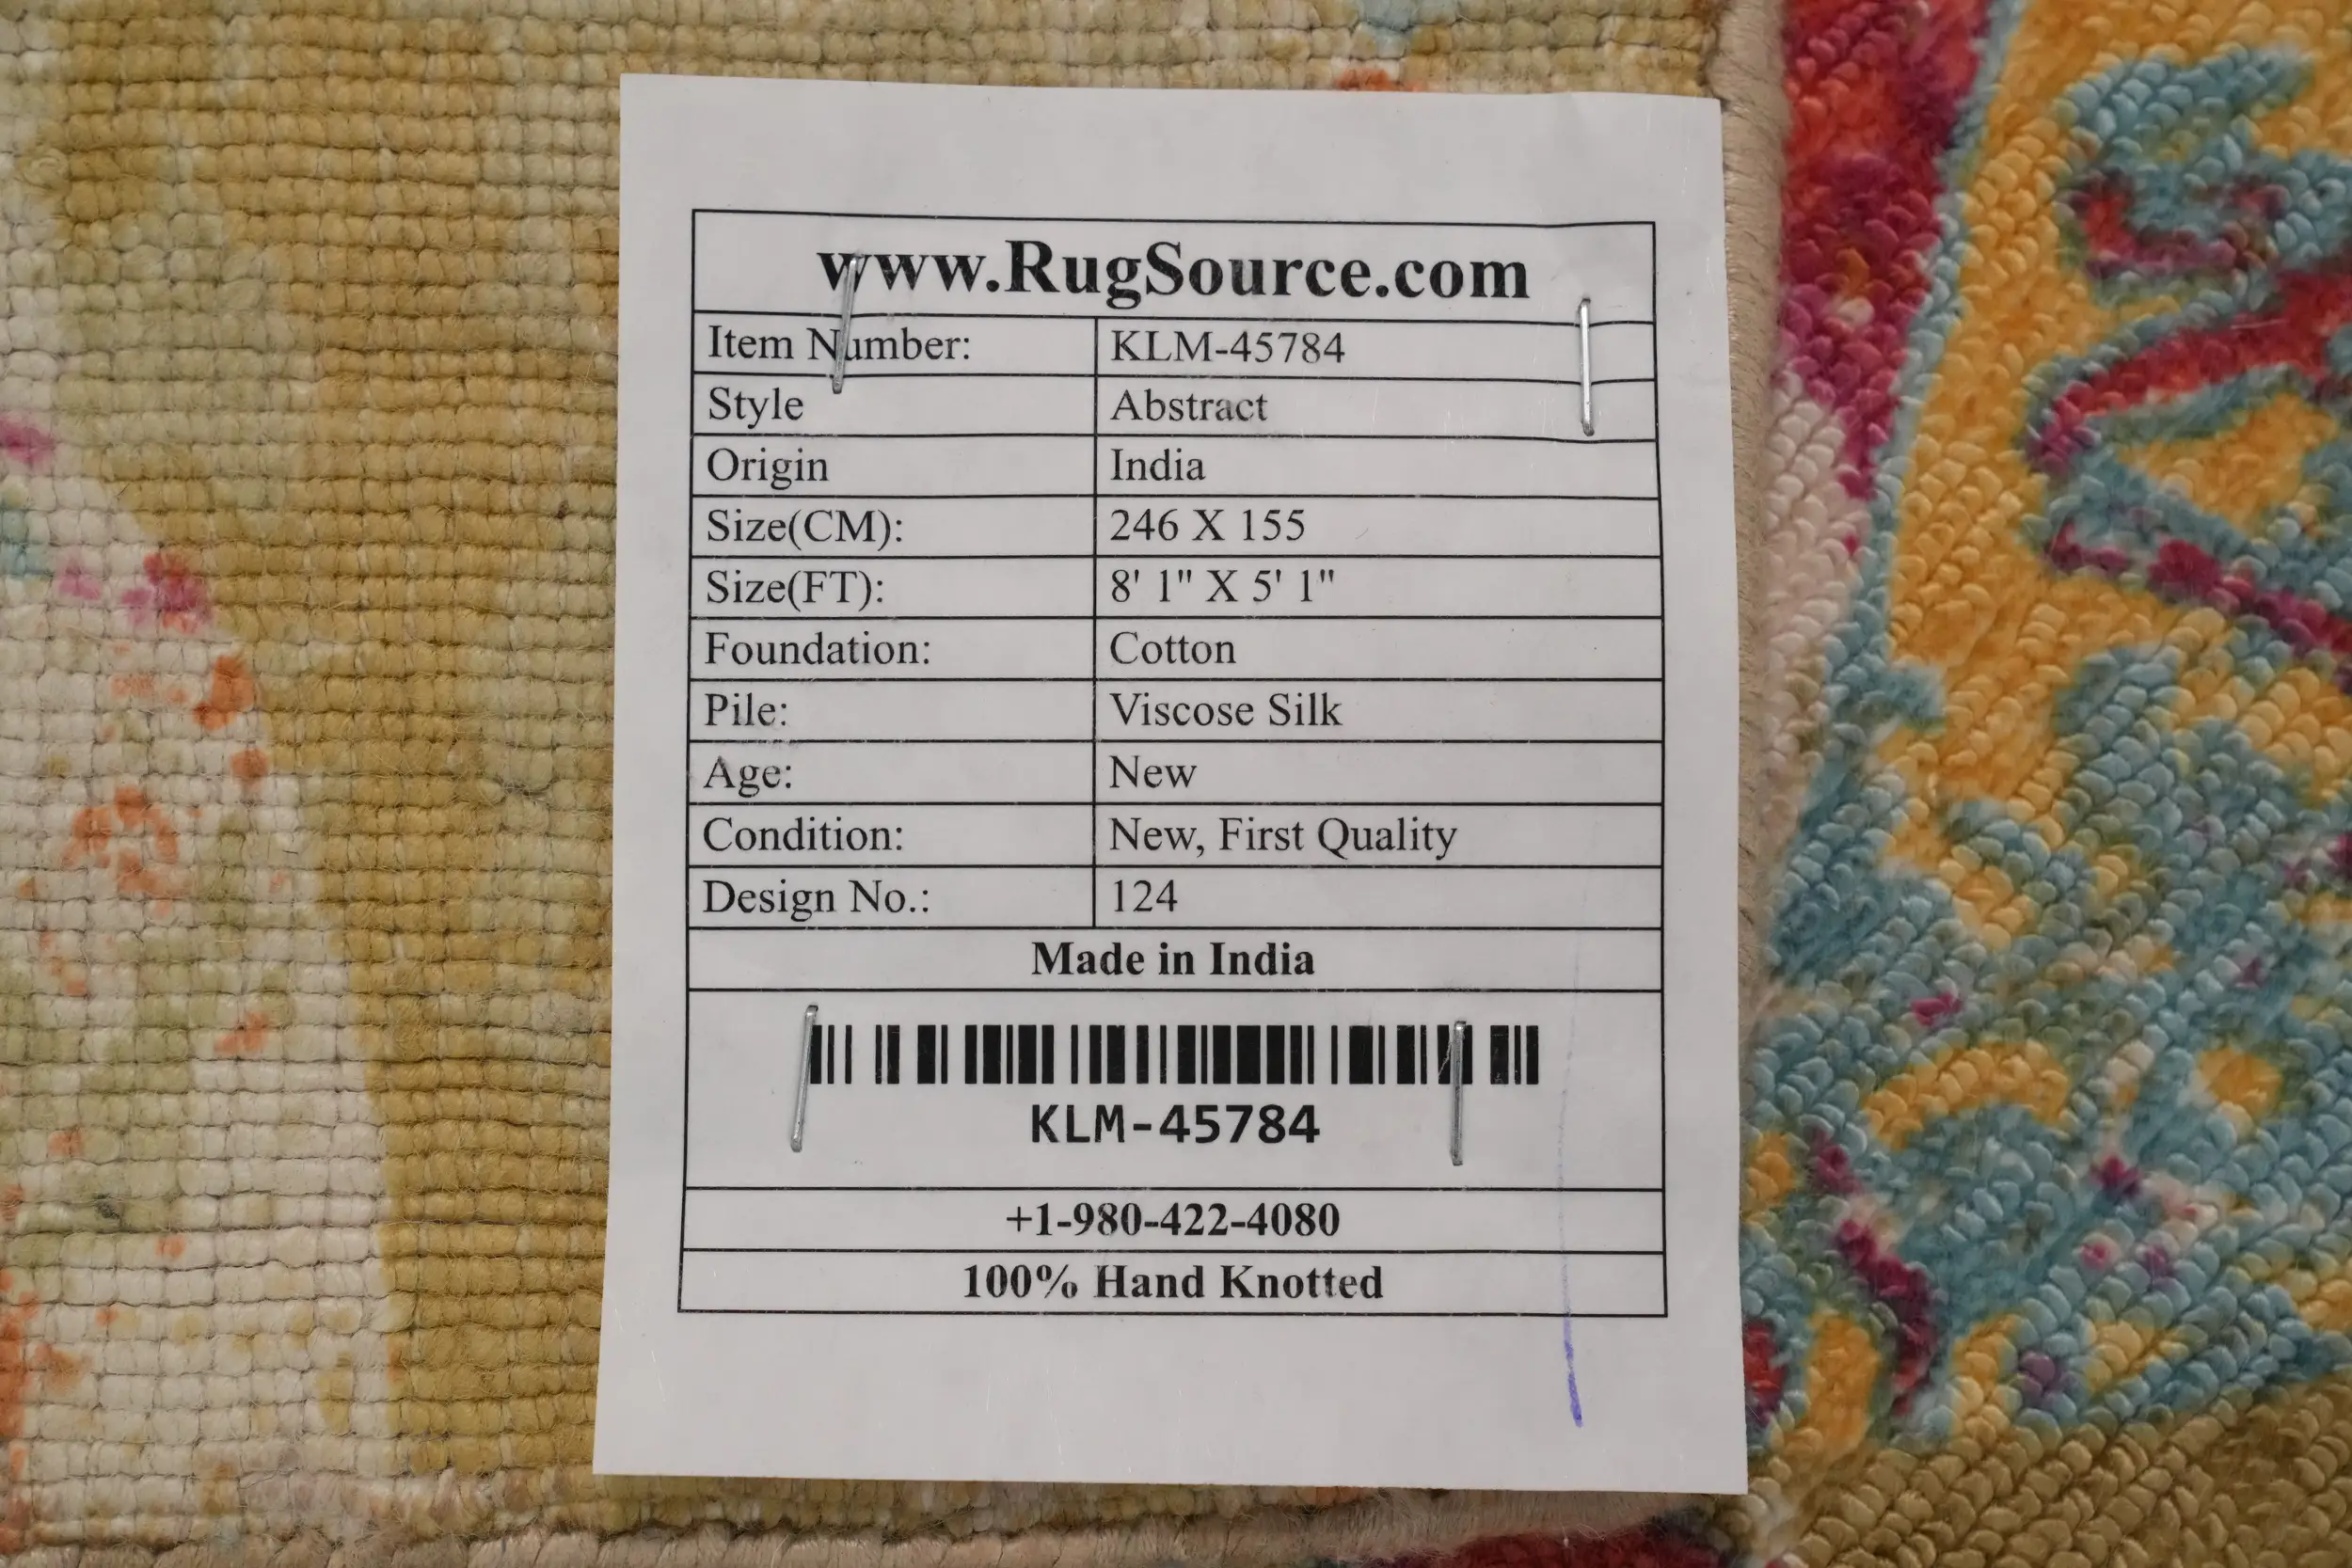 www.RugSource.com
Item Number: KLM-45784
Style Abstract
Origin India
Size(CM): 246 X 155
Size(FT): 8' 1" X 5' 1"
Foundation: Cotton
Pile: Viscose Silk
Age: New
Condition: New, First Quality
Design No.: 124
Made in India
KLM-45784
+1-980-422-4080
100% Hand Knotted